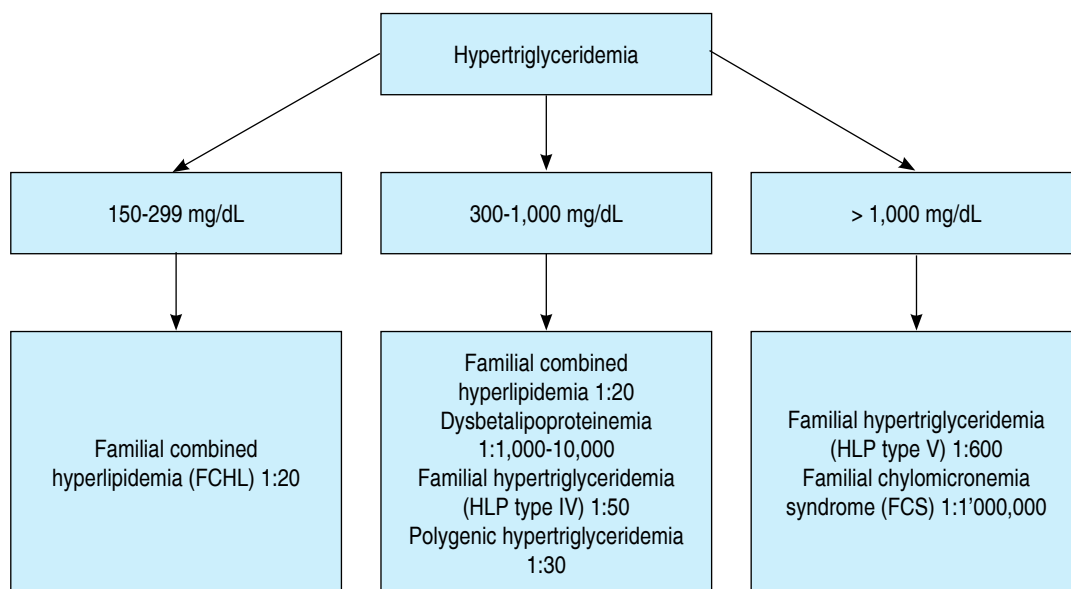 Hypertriglyceridemia
150-299 mg/dL
300-1,000 mg/dL
> 1,000 mg/dL
Familial combined
hyperlipidemia (FCHL) 1:20
Familial combined
hyperlipidemia 1:20
Dysbetalipoproteinemia
1:1,000-10,000
Familial hypertriglyceridemia
(HLP type IV) 1:50
Polygenic hypertriglyceridemia
1:30
Familial hypertriglyceridemia
(HLP type V) 1:600
Familial chylomicronemia
syndrome (FCS) 1:1'000,000